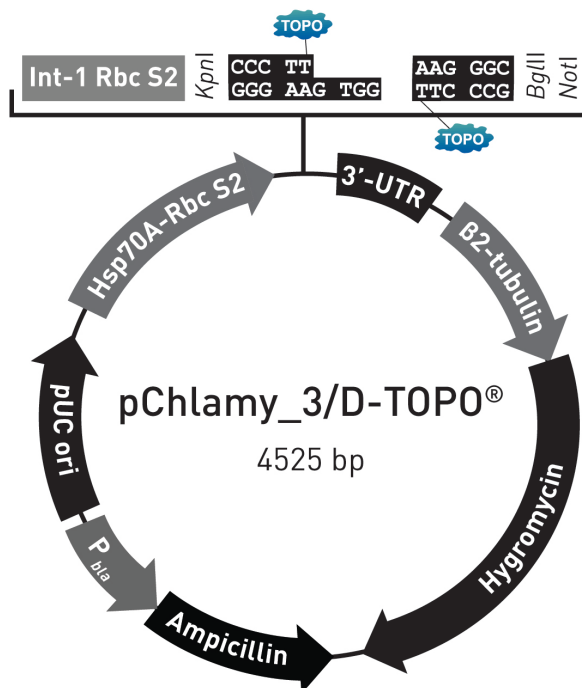 TOPO
Int-1 Rbc S2 KpnI CCC TT AAG GGC BglII NotI
GGG AAG TGG TTC CCG
TOPO
Hsp70A-Rbc S2
3’-UTR
β2-tubulin
pChlamy_3/D-TOPO®
4525 bp
pUC ori
Hygromycin
P bla
Ampicillin